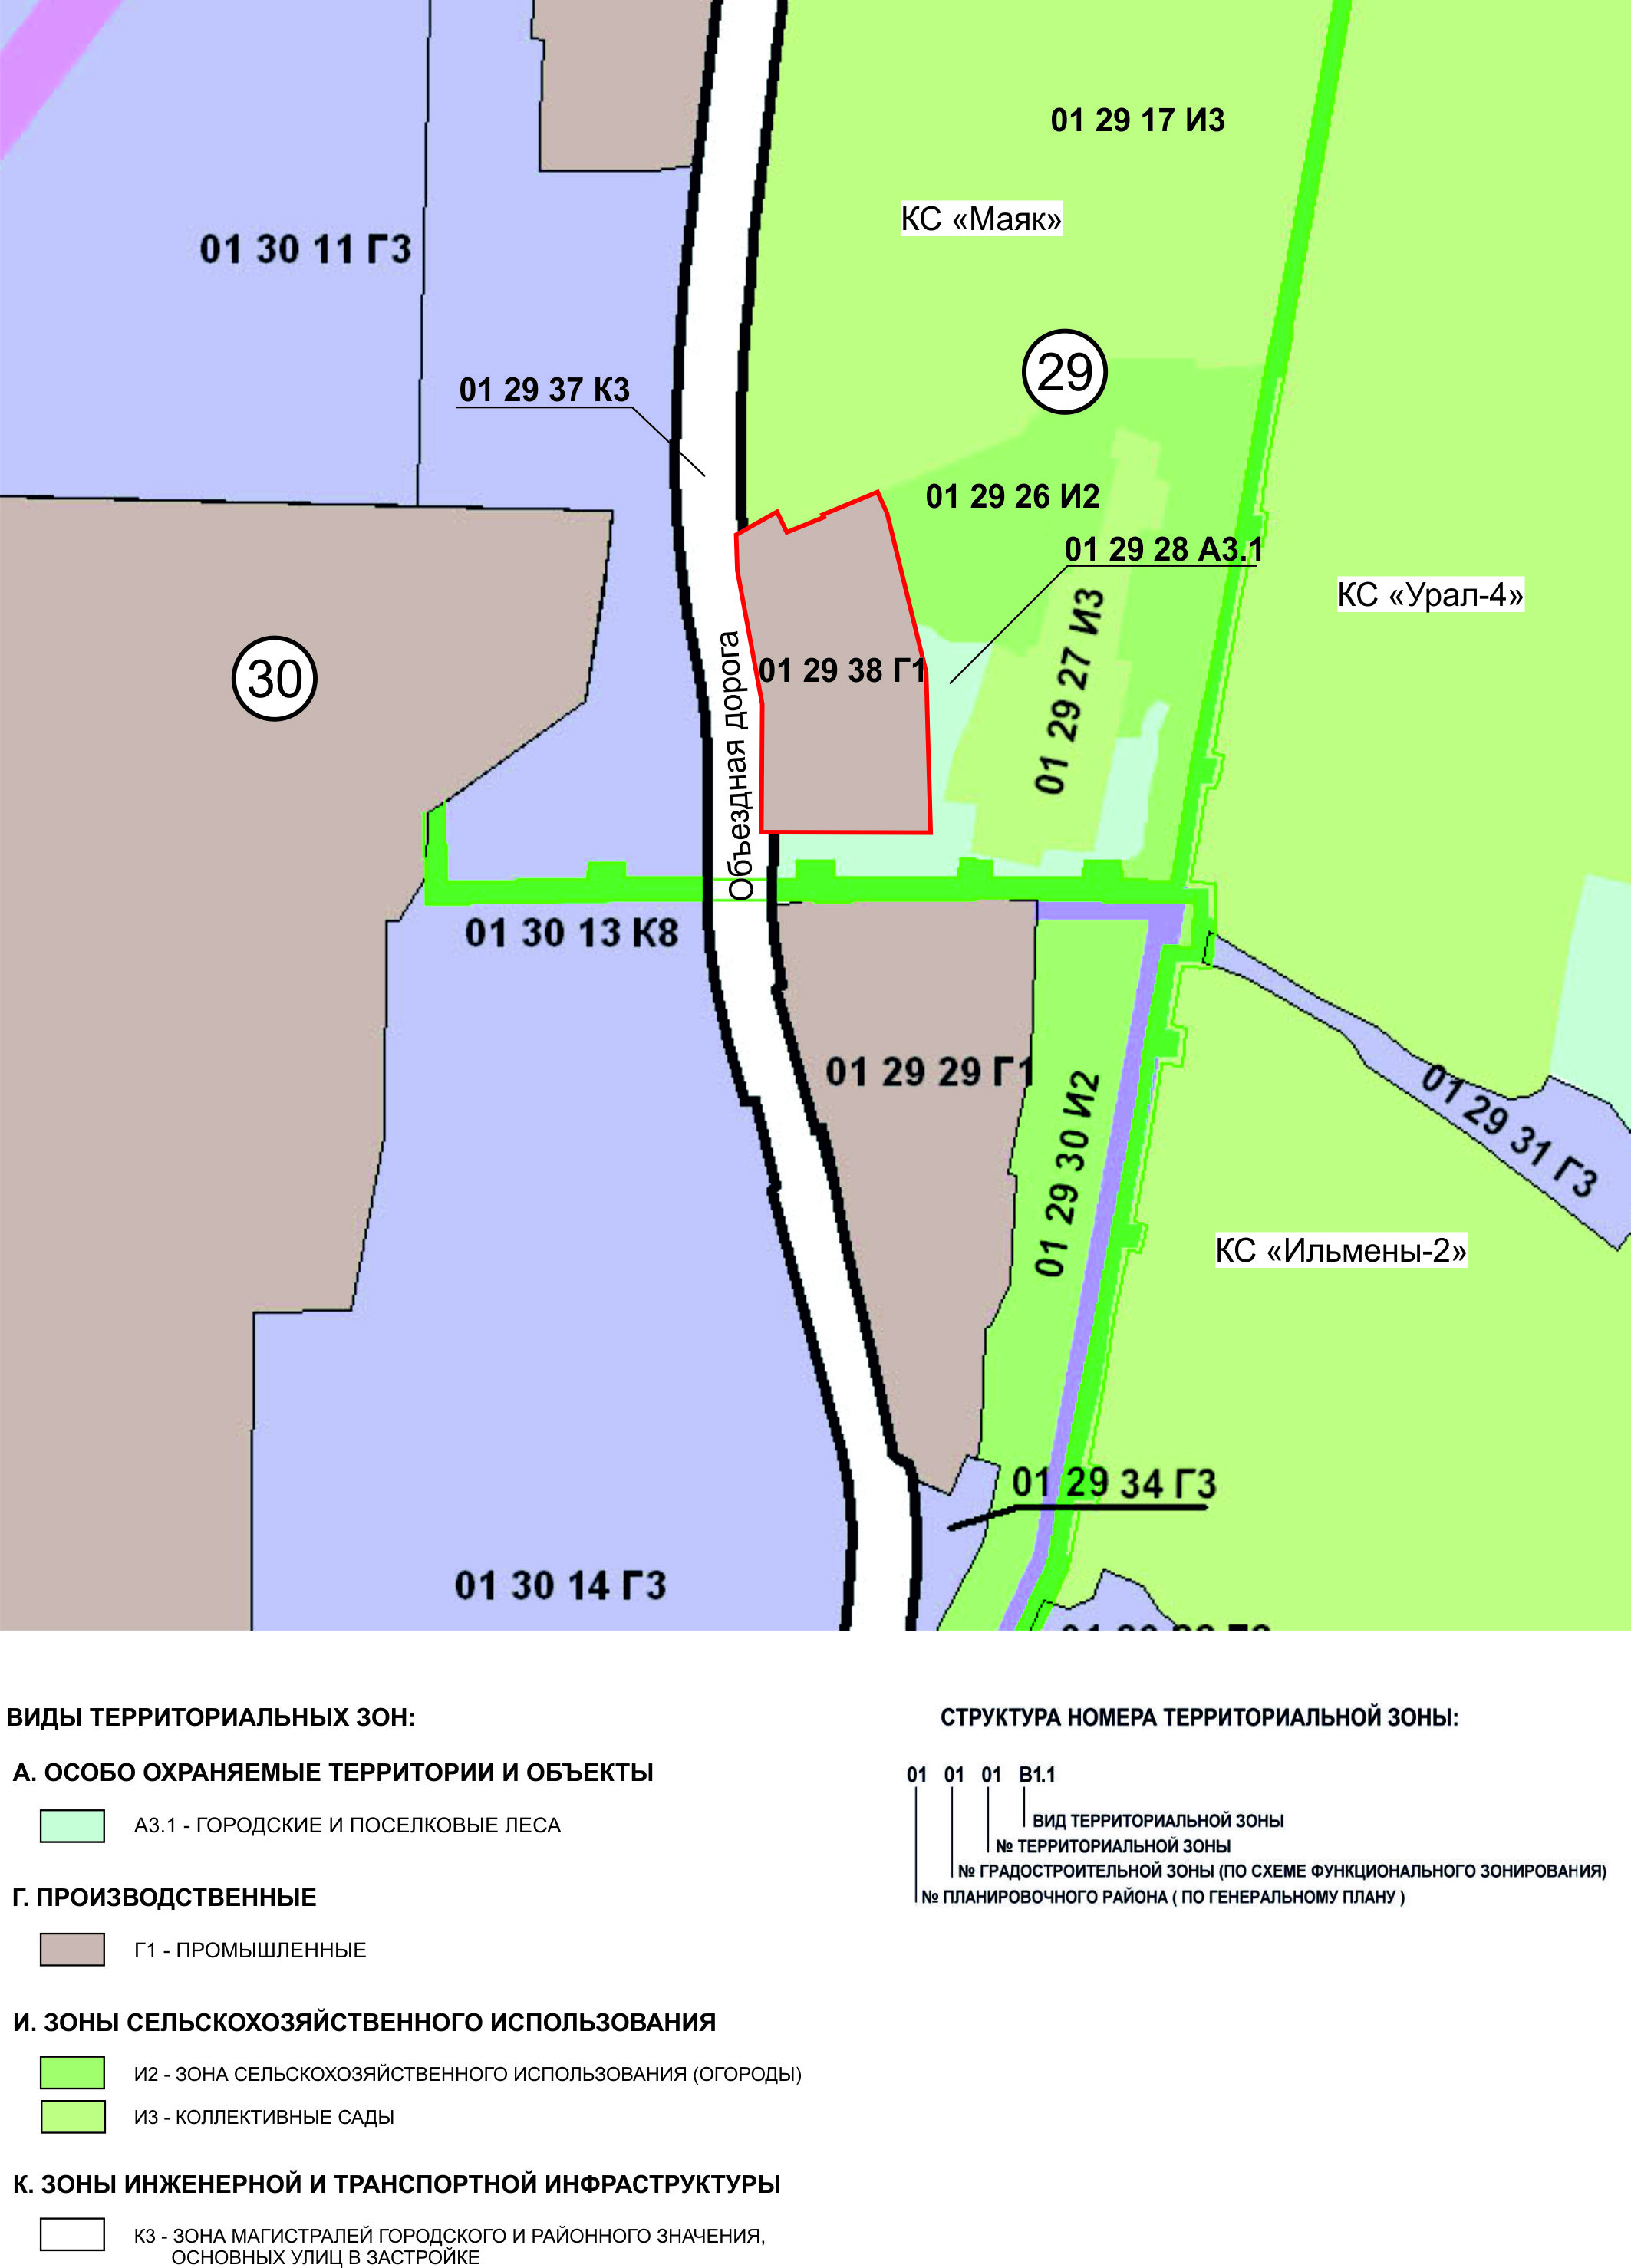 01 29 17 И3
КС «Маяк»
01 30 11 Г3
29
01 29 37 К3
01 29 26 И2
01 29 28 А3.1
КС «Урал-4»
01 29 27 И3
30
01 29 38 Г1
Объездная дорога
01 30 13 К8
01 29 29 Г1
01 29 30 И2
01 29 31 Г3
КС «Ильмены-2»
01 29 34 Г3
01 30 14 Г3
ВИДЫ ТЕРРИТОРИАЛЬНЫХ ЗОН:
А. ОСОБО ОХРАНЯЕМЫЕ ТЕРРИТОРИИ И ОБЪЕКТЫ
А3.1 - ГОРОДСКИЕ И ПОСЕЛКОВЫЕ ЛЕСА
Г. ПРОИЗВОДСТВЕННЫЕ
Г1 - ПРОМЫШЛЕННЫЕ
И. ЗОНЫ СЕЛЬСКОХОЗЯЙСТВЕННОГО ИСПОЛЬЗОВАНИЯ
И2 - ЗОНА СЕЛЬСКОХОЗЯЙСТВЕННОГО ИСПОЛЬЗОВАНИЯ (ОГОРОДЫ)
И3 - КОЛЛЕКТИВНЫЕ САДЫ
К. ЗОНЫ ИНЖЕНЕРНОЙ И ТРАНСПОРТНОЙ ИНФРАСТРУКТУРЫ
К3 - ЗОНА МАГИСТРАЛЕЙ ГОРОДСКОГО И РАЙОННОГО ЗНАЧЕНИЯ,
ОСНОВНЫХ УЛИЦ В ЗАСТРОЙКЕ
СТРУКТУРА НОМЕРА ТЕРРИТОРИАЛЬНОЙ ЗОНЫ:
01 01 01 В1.1
ВИД ТЕРРИТОРИАЛЬНОЙ ЗОНЫ
№ ТЕРРИТОРИАЛЬНОЙ ЗОНЫ
№ ГРАДОСТРОИТЕЛЬНОЙ ЗОНЫ (ПО СХЕМЕ ФУНКЦИОНАЛЬНОГО ЗОНИРОВАНИЯ)
№ ПЛАНИРОВОЧНОГО РАЙОНА ( ПО ГЕНЕРАЛЬНОМУ ПЛАНУ )